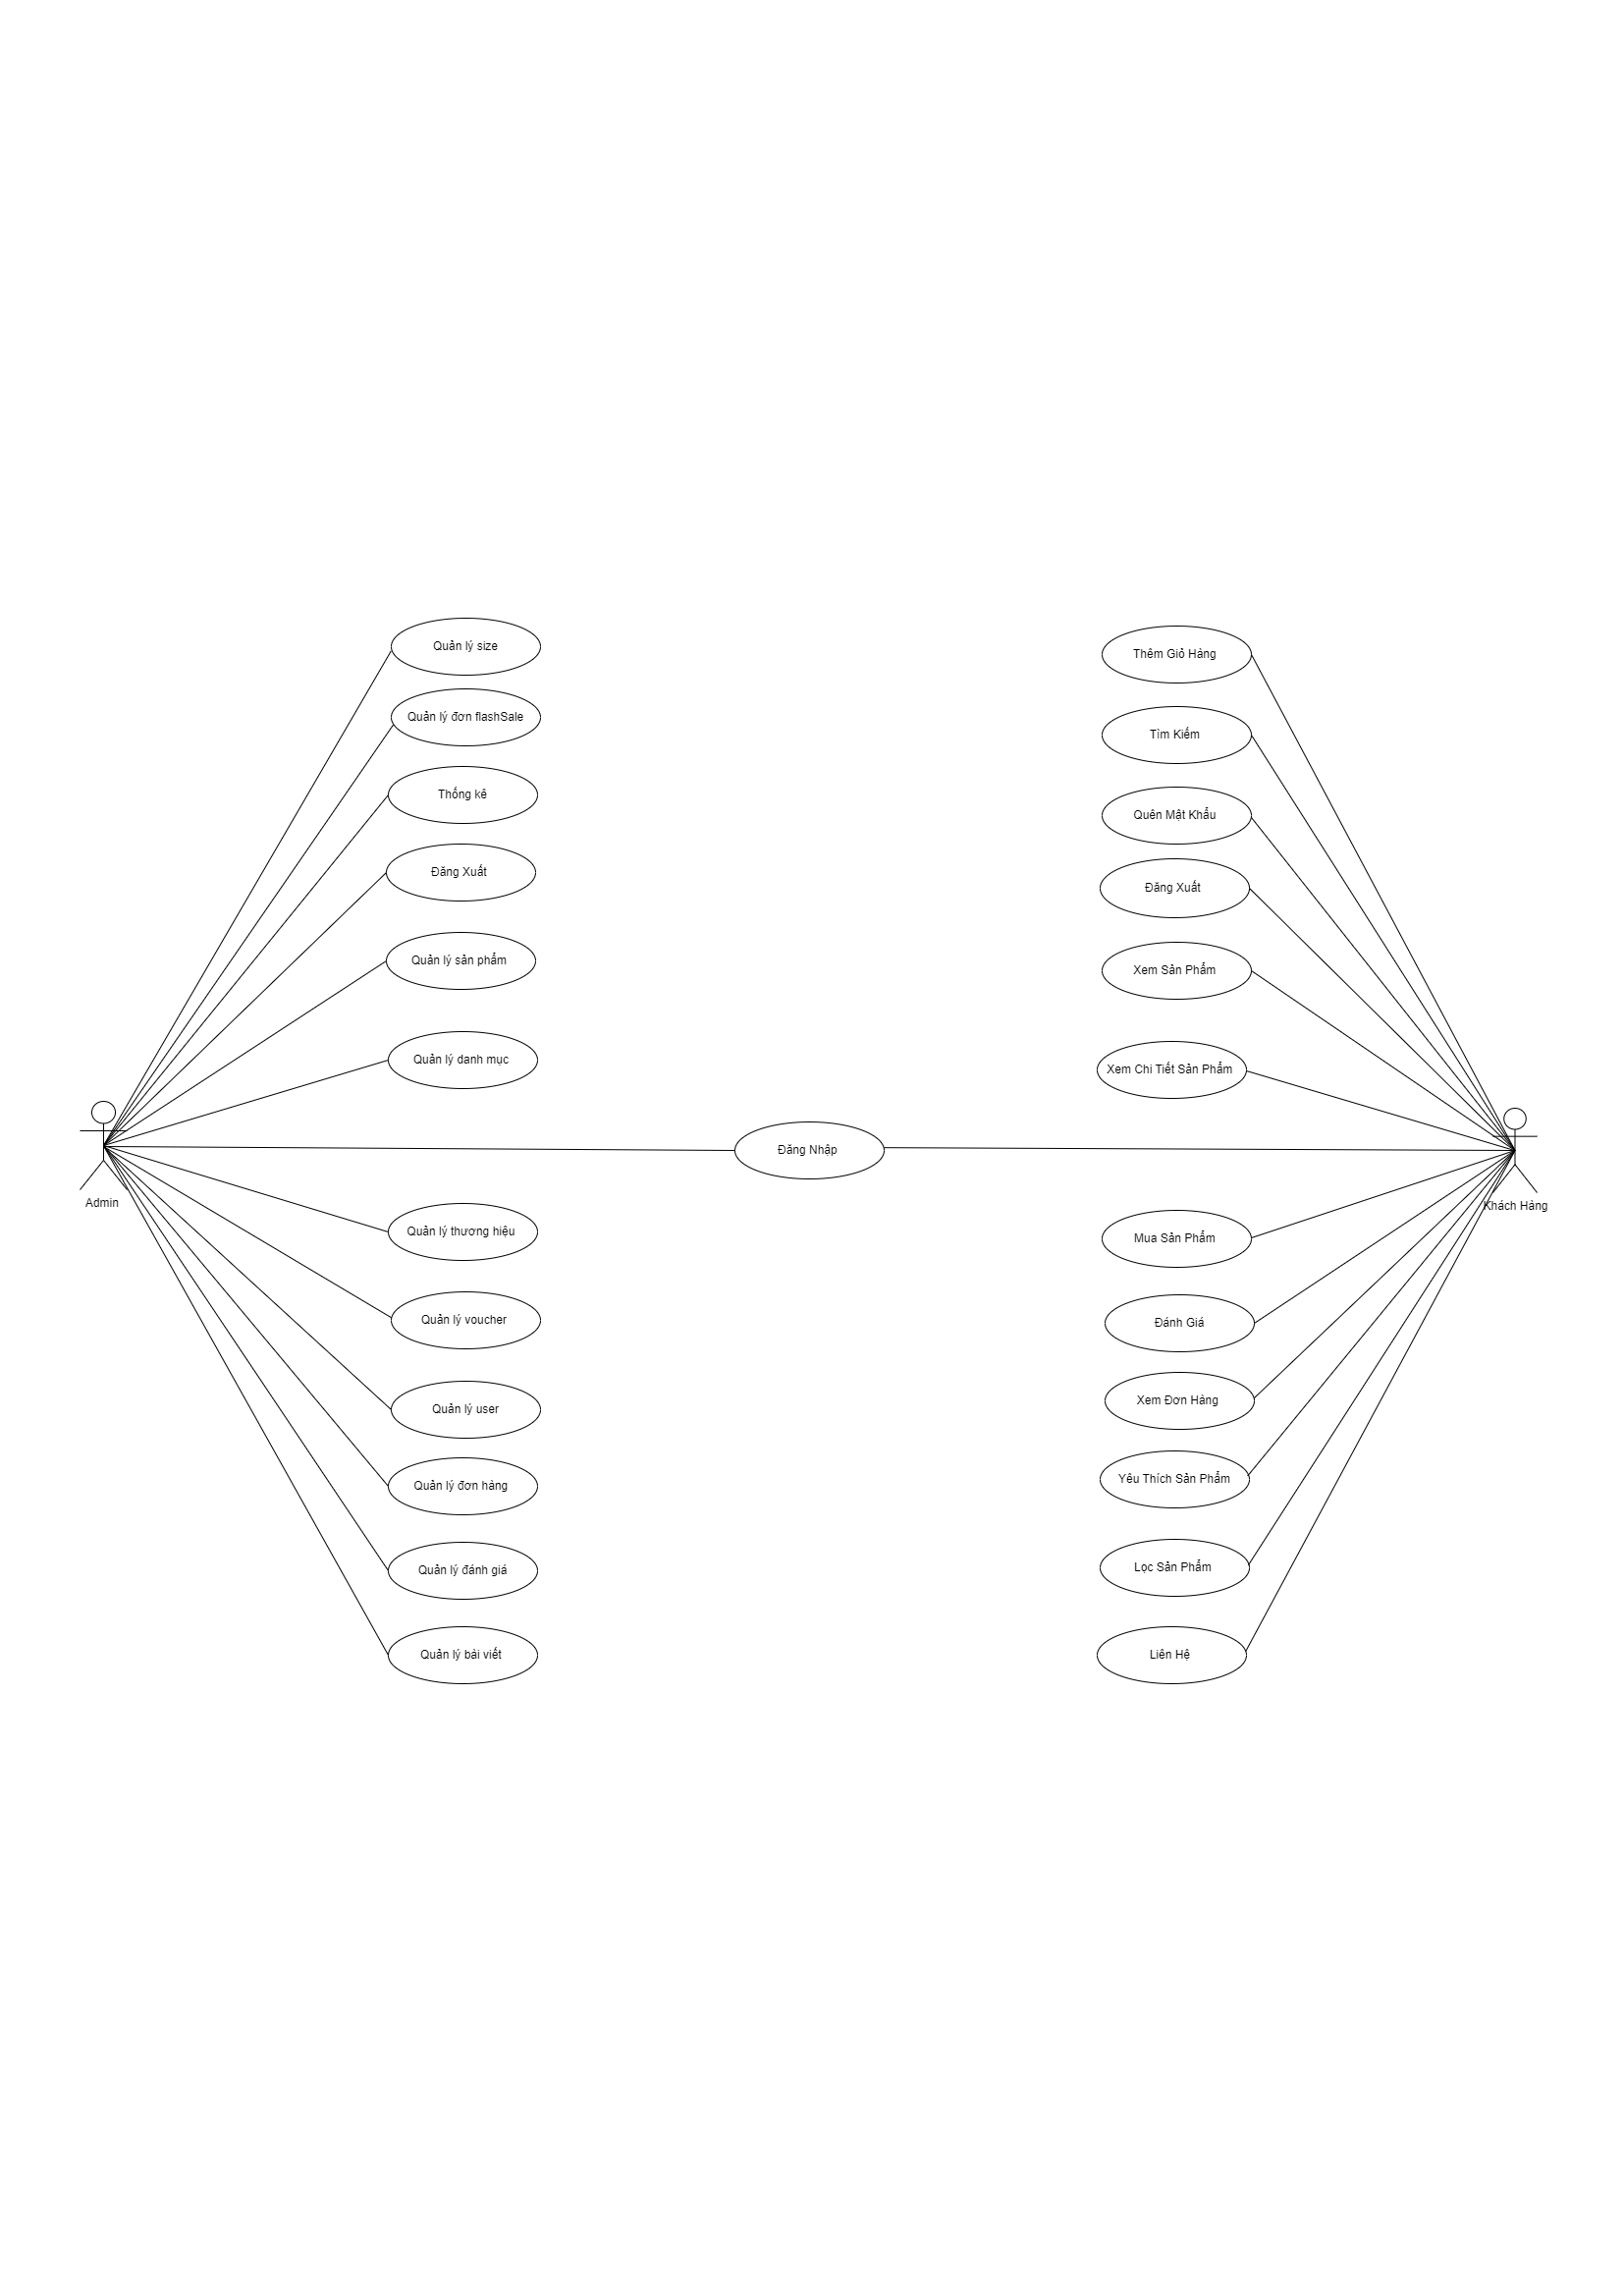 Quản lý size
Quản lý đơn flashSale
Thống kê
Đăng Xuất
Quản lý sản phẩm
Quản lý danh mục
Admin
Quản lý thương hiệu
Quản lý voucher
Quản lý user
Quản lý đơn hàng
Quản lý đánh giá
Quản lý bài viết
Đăng Nhập
Thêm Giỏ Hàng
Tìm Kiếm
Quên Mật Khẩu
Đăng Xuất
Xem Sản Phẩm
Xem Chi Tiết Sản Phẩm
Khách Hàng
Mua Sản Phẩm
Đánh Giá
Xem Đơn Hàng
Yêu Thích Sản Phẩm
Lọc Sản Phẩm
Liên Hệ